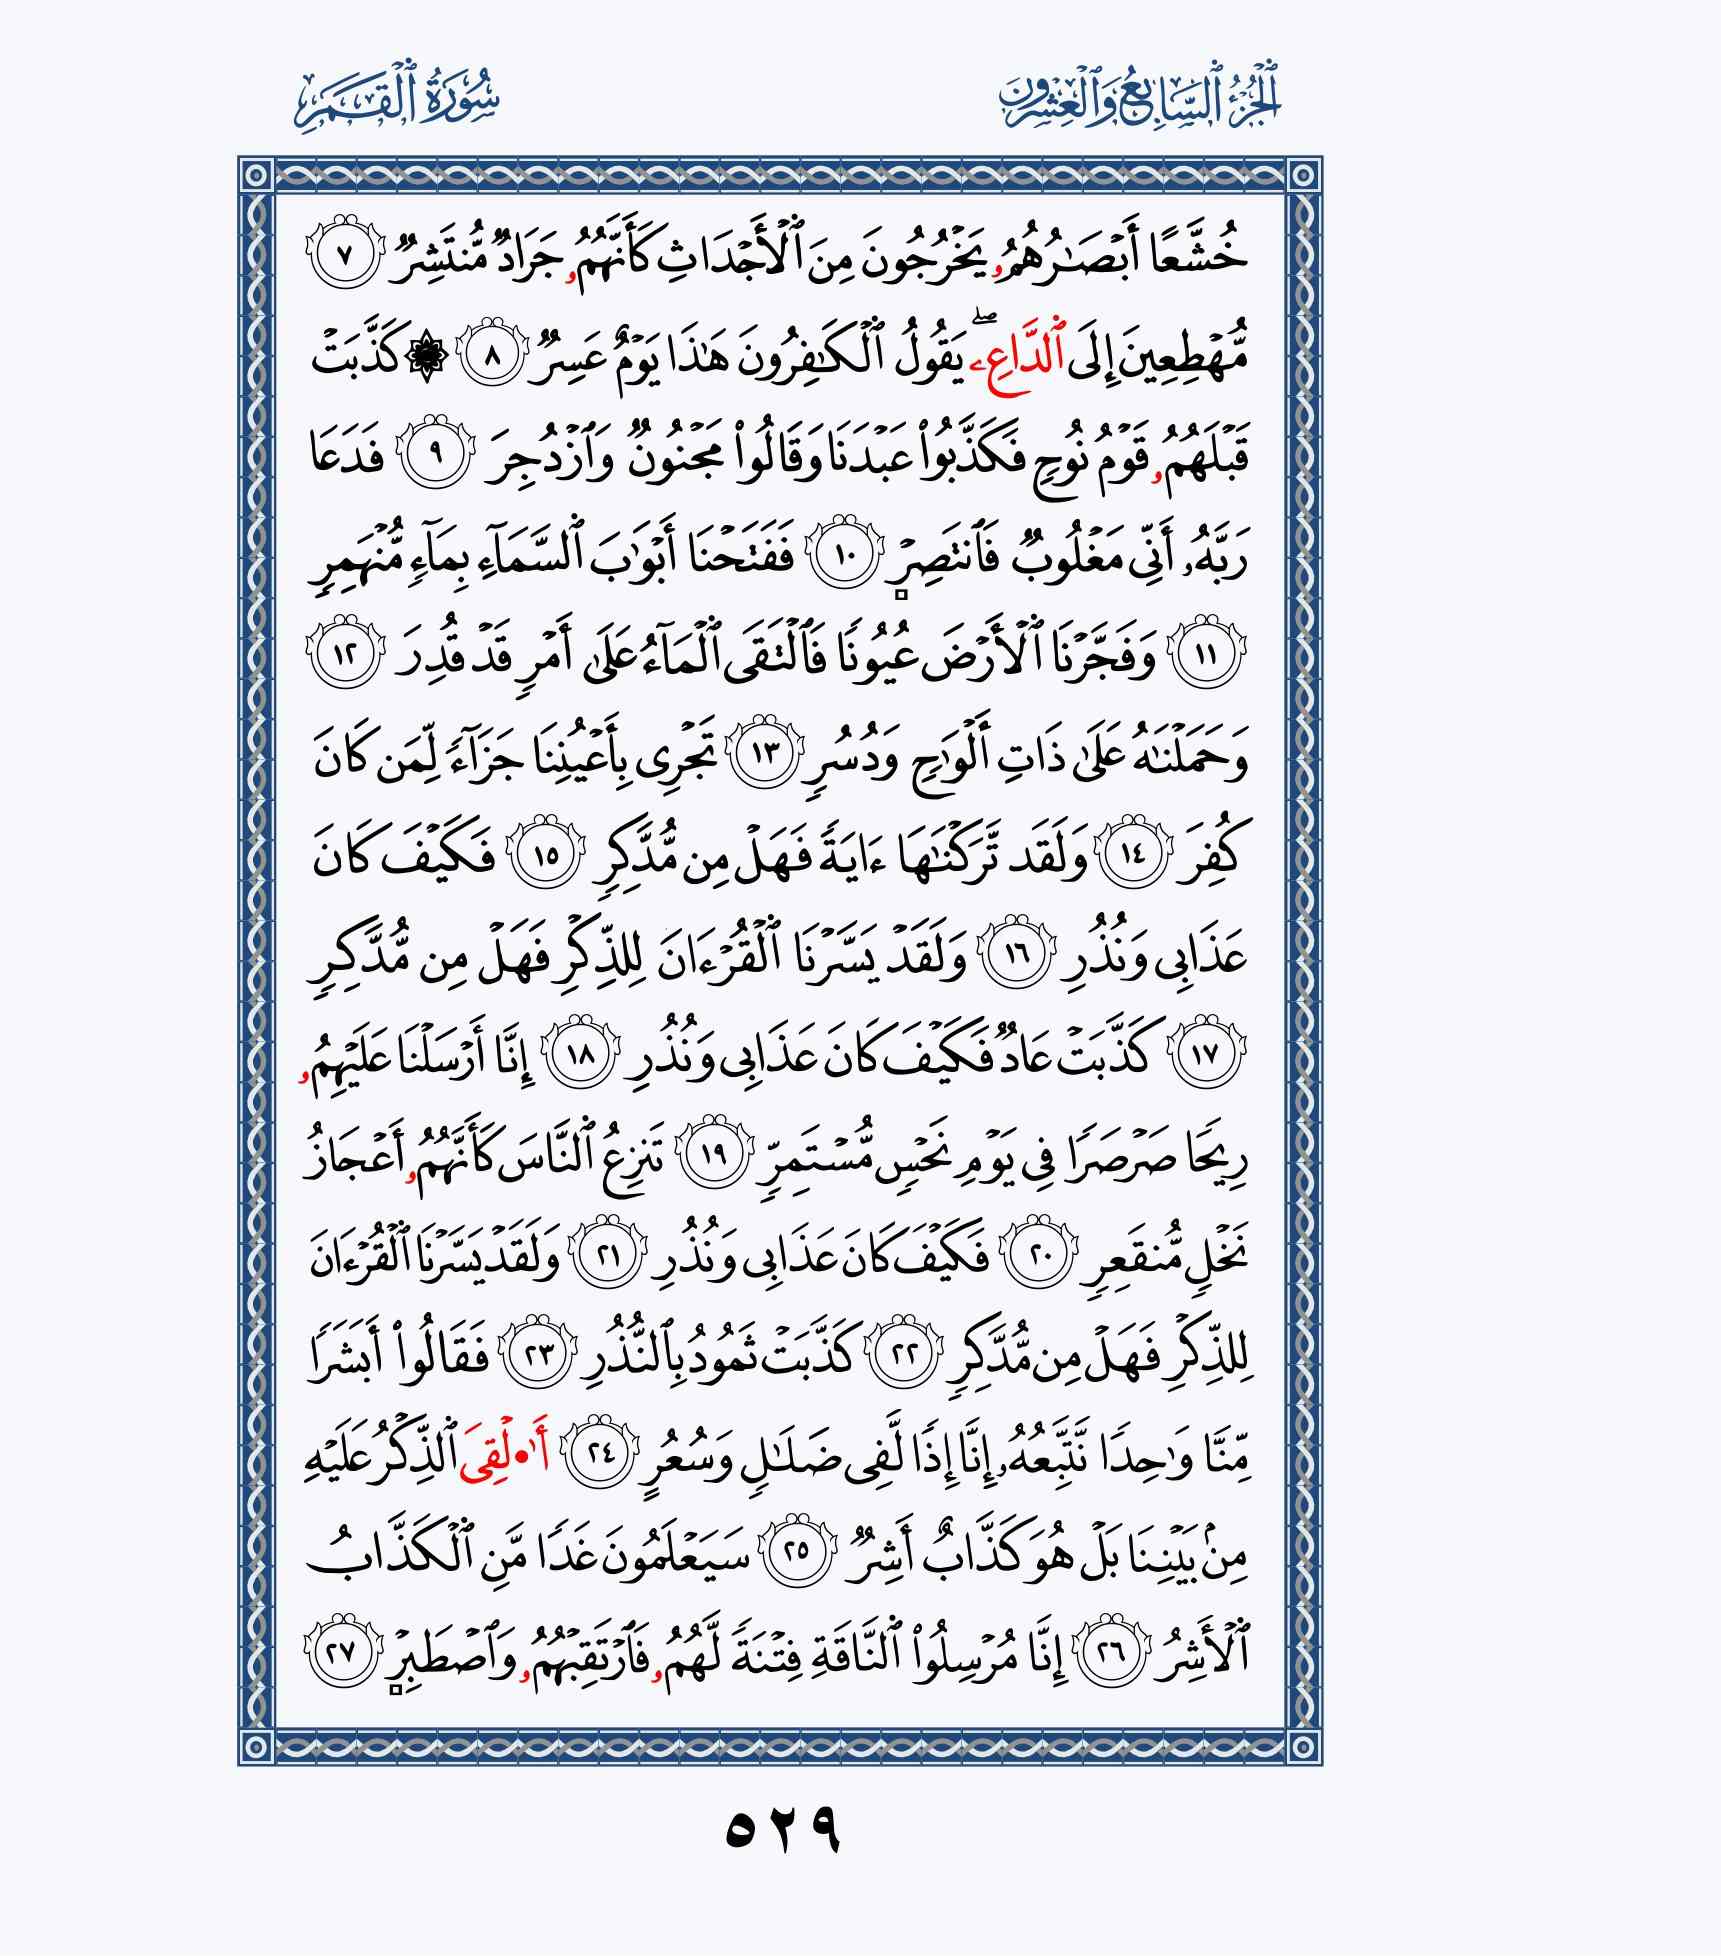 ٱلْجُزْءُ ٱلسَّابِعُ وَٱلْعِشْرُونَ
سُورَةُ ٱلْقَمَرِ
خُشَّعًا أَبْصَـٰرُهُمُۥ يَخْرُجُونَ مِنَ ٱلْأَجْدَاثِ كَأَنَّهُمُۥ جَرَادٌ مُّنتَشِرٌ ٧
مُّهْطِعِينَ إِلَى ٱلدَّاعِۦ ۖ يَقُولُ ٱلْكَـٰفِرُونَ هَـٰذَا يَوْمٌ عَسِرٌ ٨ ۞ كَذَّبَتْ
قَبْلَهُمُۥ قَوْمُ نُوحٍ فَكَذَّبُوا۟ عَبْدَنَا وَقَالُوا۟ مَجْنُونٌ وَٱزْدُجِرَ ٩ فَدَعَا
رَبَّهُۥ أَنِّى مَغْلُوبٌ فَٱنتَصِرْ ١٠ فَفَتَحْنَا أَبْوَٰبَ ٱلسَّمَآءِ بِمَآءٍ مُّنْهَمِرٍ
١١ وَفَجَّرْنَا ٱلْأَرْضَ عُيُونًا فَٱلْتَقَى ٱلْمَآءُ عَلَىٰ أَمْرٍ قَدْ قُدِرَ ١٢
وَحَمَلْنَـٰهُ عَلَىٰ ذَاتِ أَلْوَٰحٍ وَدُسُرٍ ١٣ تَجْرِى بِأَعْيُنِنَا جَزَآءً لِّمَن كَانَ
كُفِرَ ١٤ وَلَقَد تَّرَكْنَـٰهَا ءَايَةً فَهَلْ مِن مُّدَّكِرٍ ١٥ فَكَيْفَ كَانَ
عَذَابِى وَنُذُرِ ١٦ وَلَقَدْ يَسَّرْنَا ٱلْقُرْءَانَ لِلذِّكْرِ فَهَلْ مِن مُّدَّكِرٍ
١٧ كَذَّبَتْ عَادٌ فَكَيْفَ كَانَ عَذَابِى وَنُذُرِ ١٨ إِنَّا أَرْسَلْنَا عَلَيْهِمُۥ
رِيحًا صَرْصَرًا فِى يَوْمِ نَحْسٍ مُّسْتَمِرٍّ ١٩ تَنزِعُ ٱلنَّاسَ كَأَنَّهُمُۥ أَعْجَازُ
نَخْلٍ مُّنقَعِرٍ ٢٠ فَكَيْفَ كَانَ عَذَابِى وَنُذُرِ ٢١ وَلَقَدْ يَسَّرْنَا ٱلْقُرْءَانَ
لِلذِّكْرِ فَهَلْ مِن مُّدَّكِرٍ ٢٢ كَذَّبَتْ ثَمُودُ بِٱلنُّذُرِ ٢٣ فَقَالُوا۟ أَبَشَرًا
مِّنَّا وَٰحِدًا نَّتَّبِعُهُۥ إِنَّا إِذًا لَّفِى ضَلَـٰلٍ وَسُعُرٍ ٢٤ أَٰ۬لْقِىَ ٱلذِّكْرُ عَلَيْهِ
مِنۢ بَيْنِنَا بَلْ هُوَ كَذَّابٌ أَشِرٌ ٢٥ سَيَعْلَمُونَ غَدًا مَّنِ ٱلْكَذَّابُ
ٱلْأَشِرُ ٢٦ إِنَّا مُرْسِلُوا۟ ٱلنَّاقَةِ فِتْنَةً لَّهُمُۥ فَٱرْتَقِبْهُمُۥ وَٱصْطَبِرْ ٢٧
٥٢٩